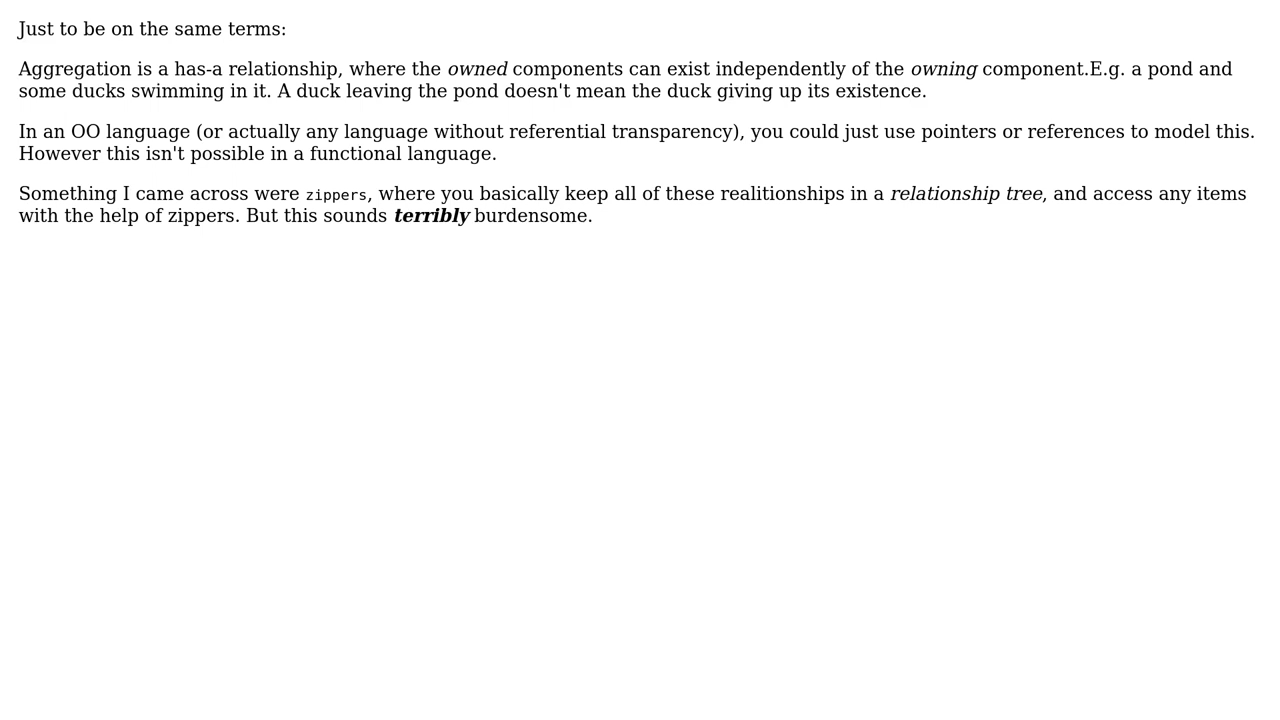 Just to be on the same terms:
Aggregation is a has-a relationship, where the owned components can exist independently of the owning component.E.g. a pond and
some ducks swimming in it. A duck leaving the pond doesn't mean the duck giving up its existence.
In an OO language (or actually any language without referential transparency), you could just use pointers or references to model this.
However this isn't possible in a functional language.
Something I came across were zippers, where you basically keep all of these realitionships in a relationship tree, and access any items
with the help of zippers. But this sounds terribly burdensome.